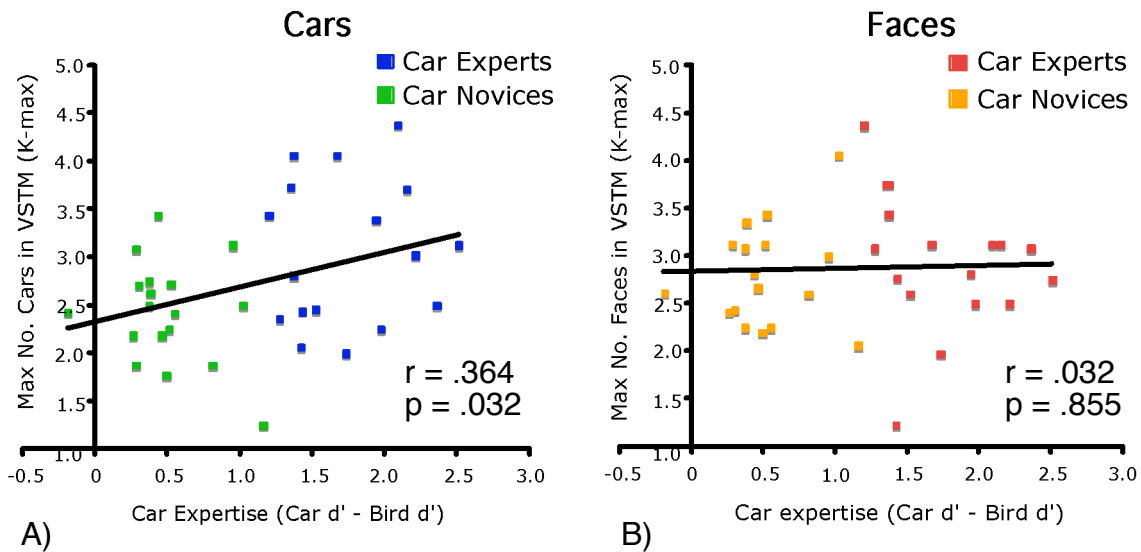 Cars
Car Experts
Car Novices
Max No. Cars in VSTM (K-max)
5.0
4.5
4.0
3.5
3.0
2.5
2.0
1.5
1.0
r = .364
p = .032
-0.5 0 0.5 1.0 1.5 2.0 2.5 3.0
Car Expertise (Car d' - Bird d')
A)
Faces
Car Experts
Car Novices
Max No. Faces in VSTM (K-max)
5.0
4.5
4.0
3.5
3.0
2.5
2.0
1.5
1.0
r = .032
p = .855
-0.5 0 0.5 1.0 1.5 2.0 2.5 3.0
Car expertise (Car d' - Bird d')
B)